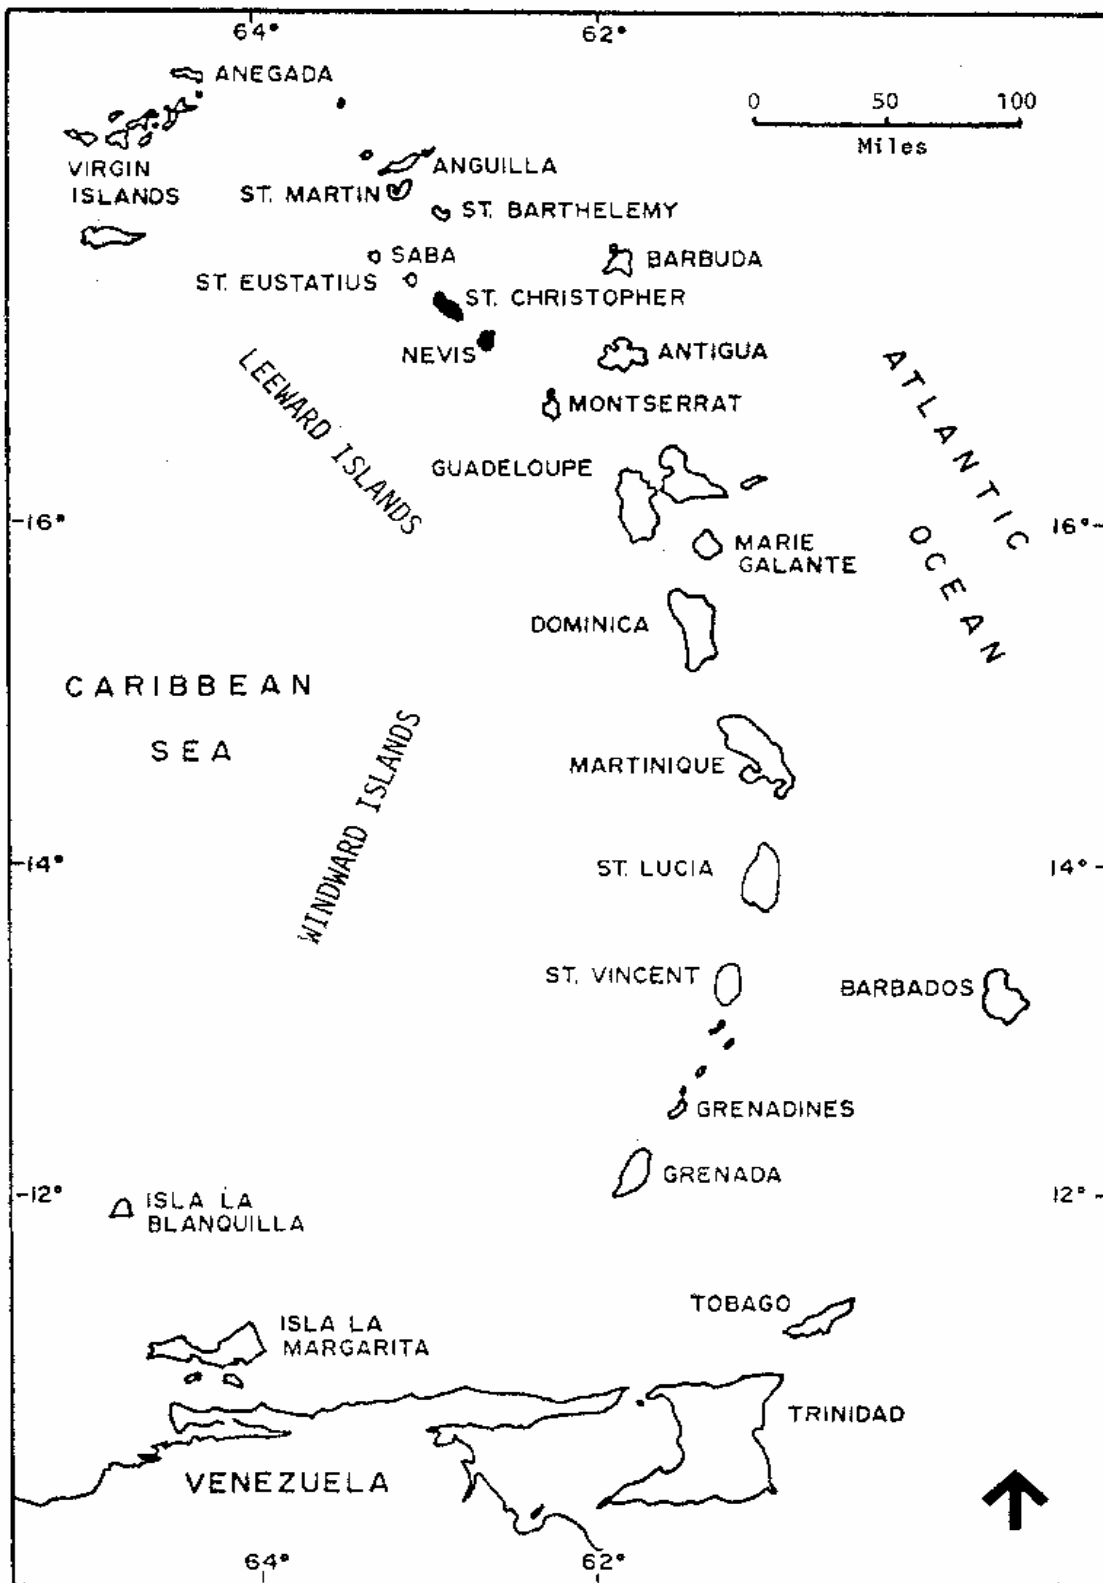 64°
62°
ANEGADA
0 50 100
Miles
VIRGIN
ISLANDS
ANGUILLA
ST. MARTIN
ST. BARTHELEMY
SABA
BARBUDA
ST. EUSTATIUS
ST. CHRISTOPHER
NEVIS
ANTIGUA
MONTSERRAT
LEEWARD ISLANDS
ATLANTIC
OCEAN
GUADELOUPE
16°
16°
MARIE
GALANTE
DOMINICA
CARIBBEAN
SEA
WINDWARD ISLANDS
MARTINIQUE
14°
14°
ST. LUCIA
ST. VINCENT
BARBADOS
GRENADINES
GRENADA
12°
12°
ISLA LA
BLANQUILLA
TOBAGO
ISLA LA
MARGARITA
TRINIDAD
VENEZUELA
64°
62°